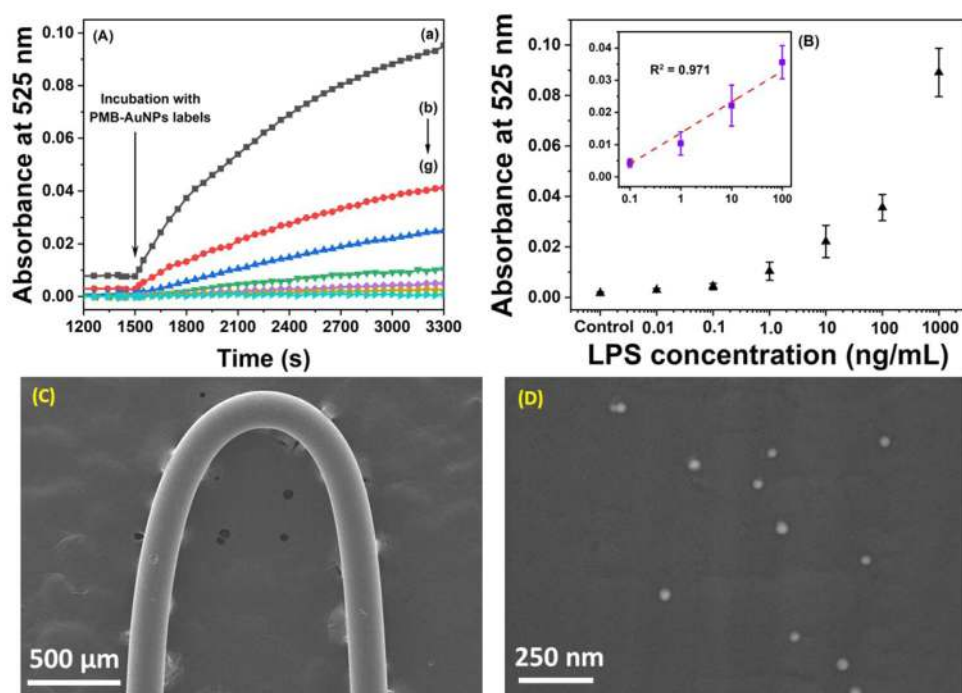 (A)
(a)
Incubation with
PMB-AuNPs labels
(b)
(g)
Absorbance at 525 nm
0.10
0.08
0.06
0.04
0.02
0.00
1200 1500 1800 2100 2400 2700 3000 3300
Time (s)
(B)
R² = 0.971
0.04
0.03
0.02
0.01
0.00
0.1 1 10 100
Absorbance at 525 nm
0.10
0.08
0.06
0.04
0.02
0.00
Control 0.01 0.1 1.0 10 100 1000
LPS concentration (ng/mL)
(C)
500 µm
(D)
250 nm